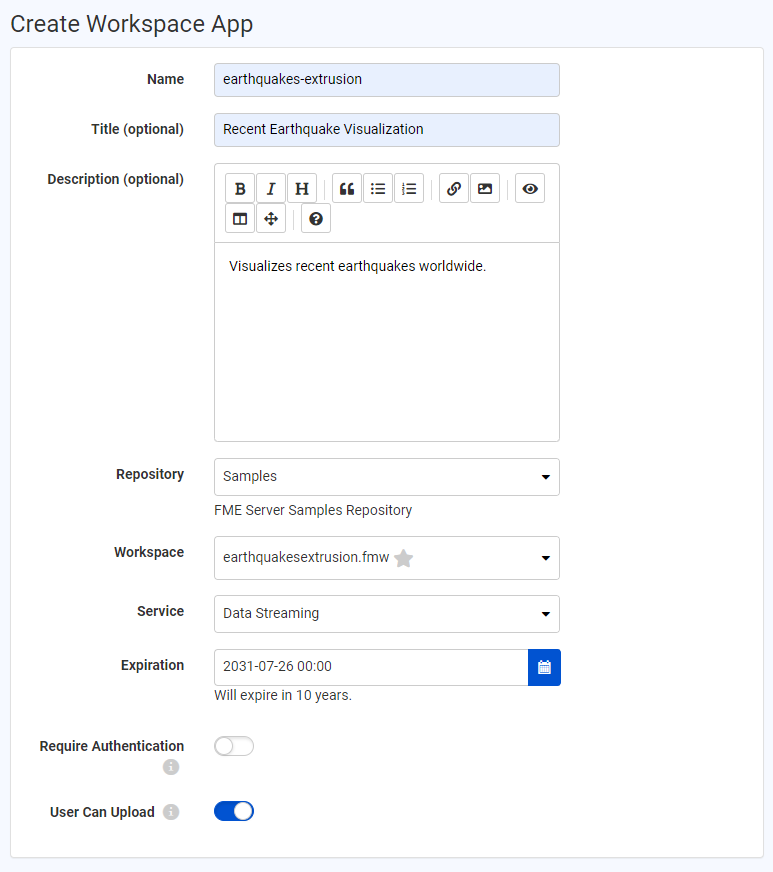 Create Workspace App
Name
earthquakes-extrusion
Title (optional)
Recent Earthquake Visualization
Description (optional)
B I H
Visualizes recent earthquakes worldwide.
Repository
Samples
FME Server Samples Repository
Workspace
earthquakesextrusion.fmw
Service
Data Streaming
Expiration
2031-07-26 00:00
Will expire in 10 years.
Require Authentication
User Can Upload